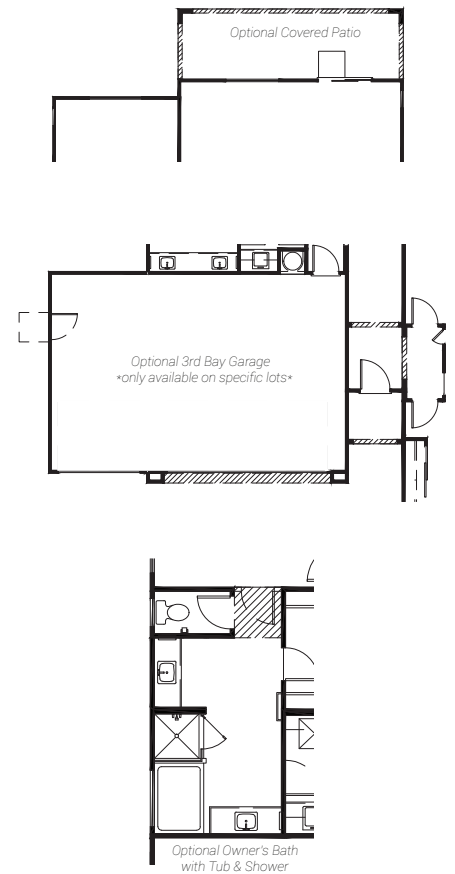 Optional Covered Patio
Optional 3rd Bay Garage
*only available on specific lots*
Optional Owner's Bath
with Tub & Shower